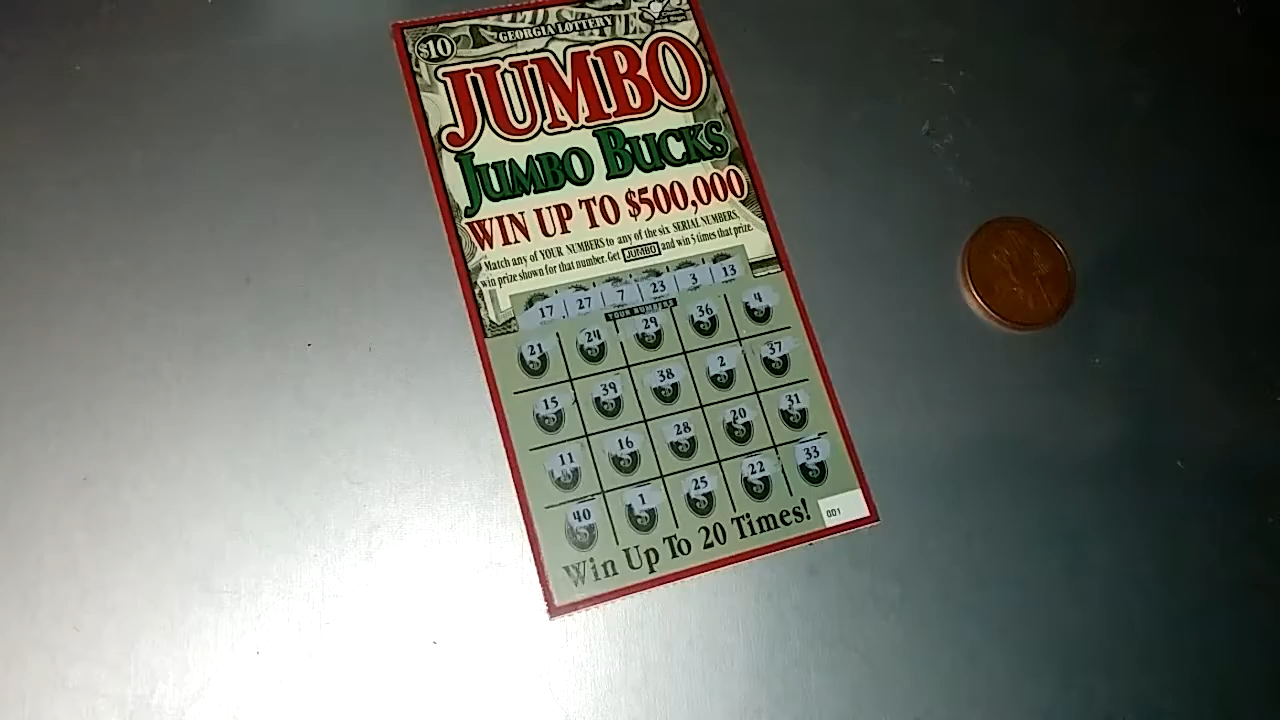 $10
GEORGIA LOTTERY
JUMBO
JUMBO BUCKS
WIN UP TO $500,000
Match any of YOUR NUMBERS to any of the six SERIAL NUMBERS,
win prize shown for that number. Get JUMBO and win 5 times that prize.
17 27 7 23 3 13
YOUR NUMBERS
21 24 29 36 4
15 39 38 2 37
11 16 28 20 31
40 1 25 22 33
Win Up To 20 Times!
001